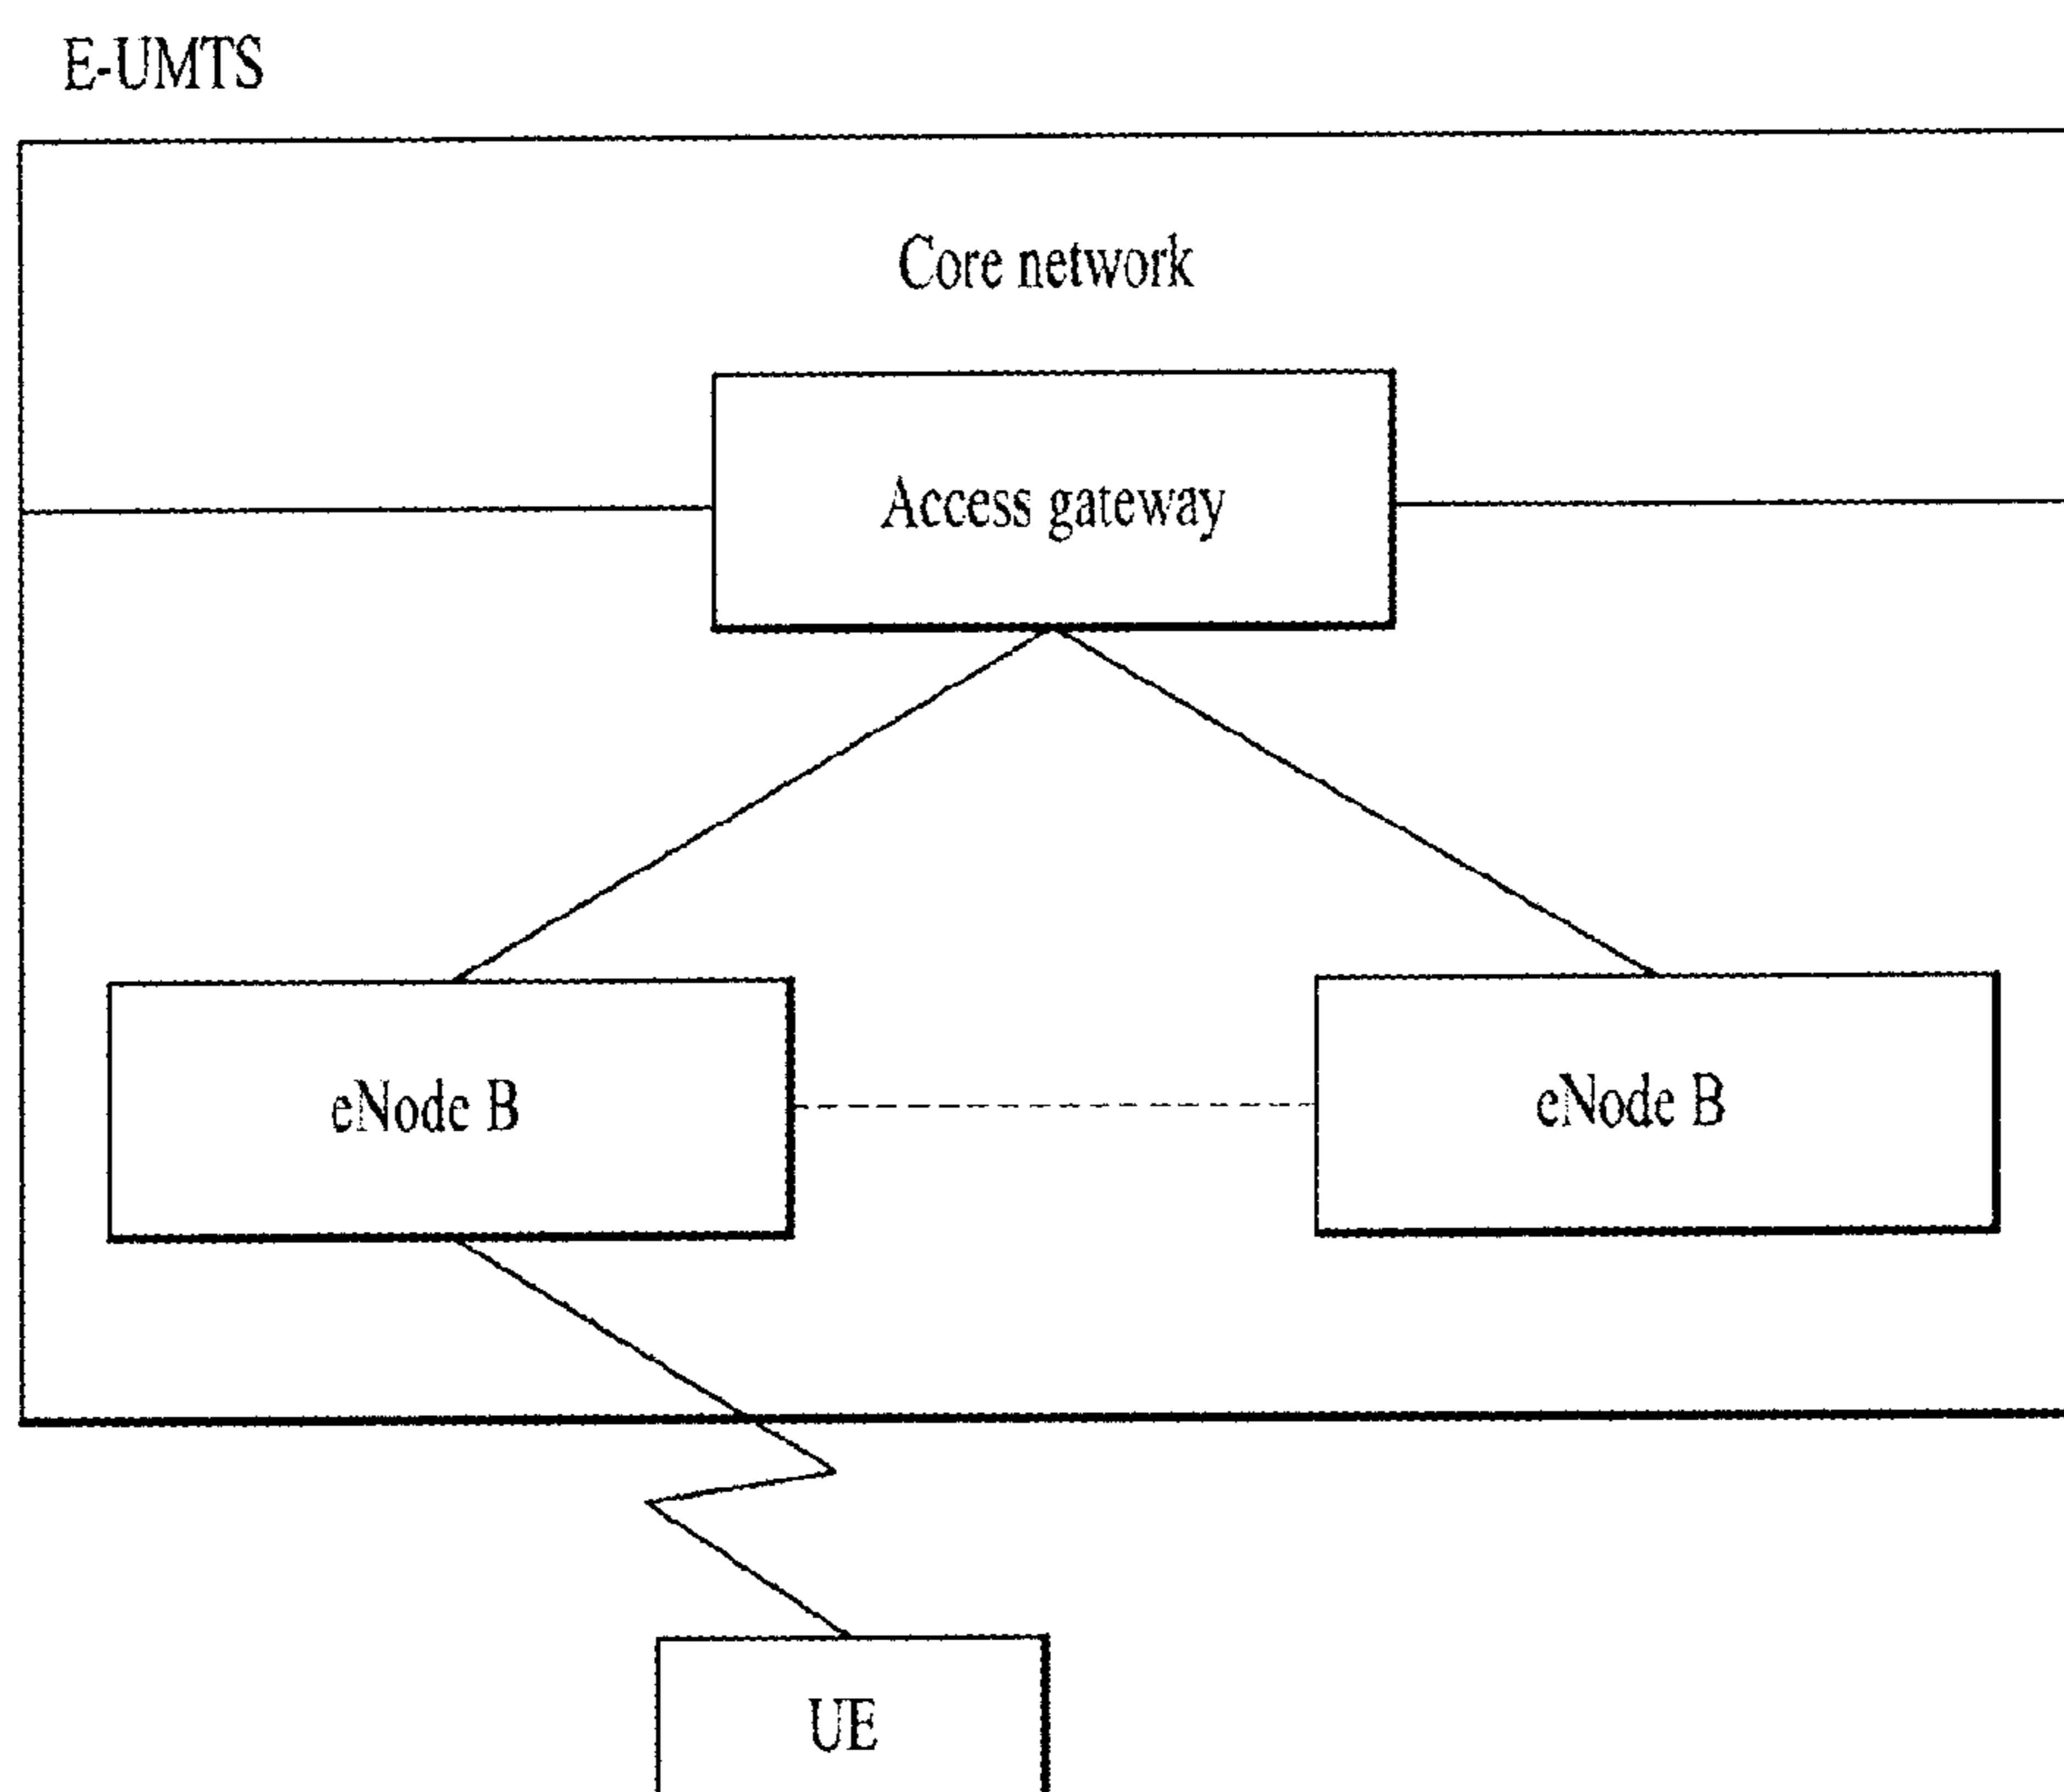 E-UMTS
Core network
Access gateway
eNode B
eNode B
UE